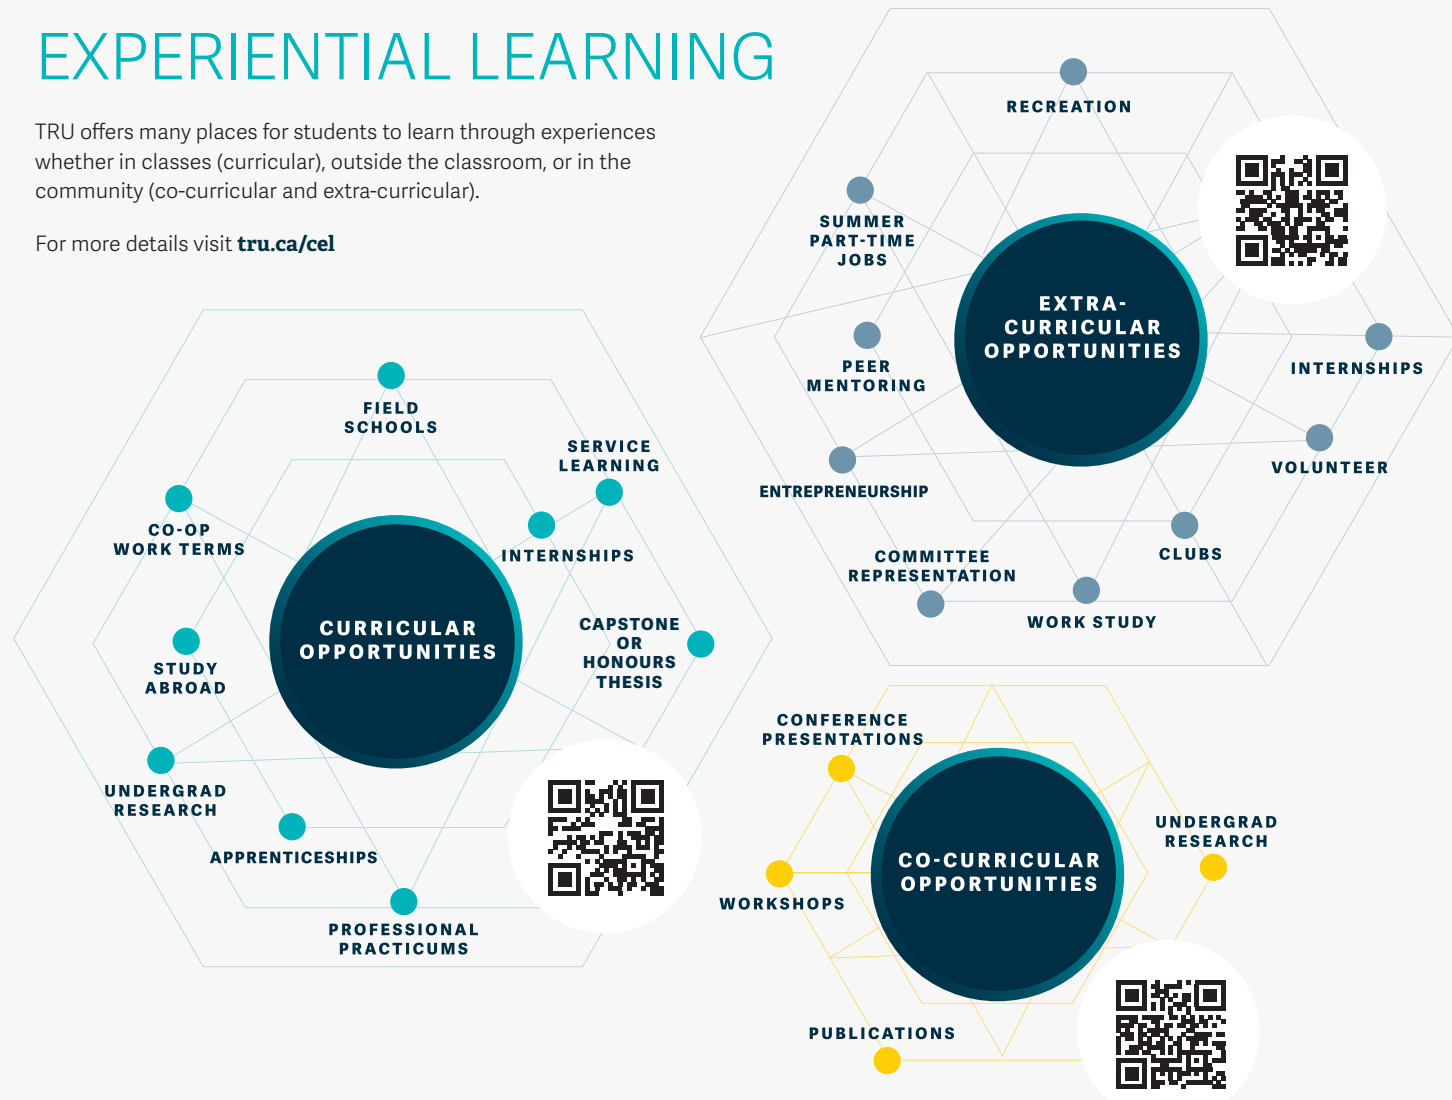 EXPERIENTIAL LEARNING
TRU offers many places for students to learn through experiences
whether in classes (curricular), outside the classroom, or in the
community (co-curricular and extra-curricular).
For more details visit tru.ca/cel
RECREATION
SUMMER
PART-TIME
JOBS
EXTRA-
CURRICULAR
OPPORTUNITIES
PEER
MENTORING
INTERNSHIPS
ENTREPRENEURSHIP
VOLUNTEER
COMMITTEE
REPRESENTATION
CLUBS
WORK STUDY
FIELD
SCHOOLS
SERVICE
LEARNING
CO-OP
WORK TERMS
INTERNSHIPS
CURRICULAR
OPPORTUNITIES
CAPSTONE
OR
HONOURS
THESIS
STUDY
ABROAD
UNDERGRAD
RESEARCH
APPRENTICESHIPS
PROFESSIONAL
PRACTICUMS
CONFERENCE
PRESENTATIONS
UNDERGRAD
RESEARCH
CO-CURRICULAR
OPPORTUNITIES
WORKSHOPS
PUBLICATIONS